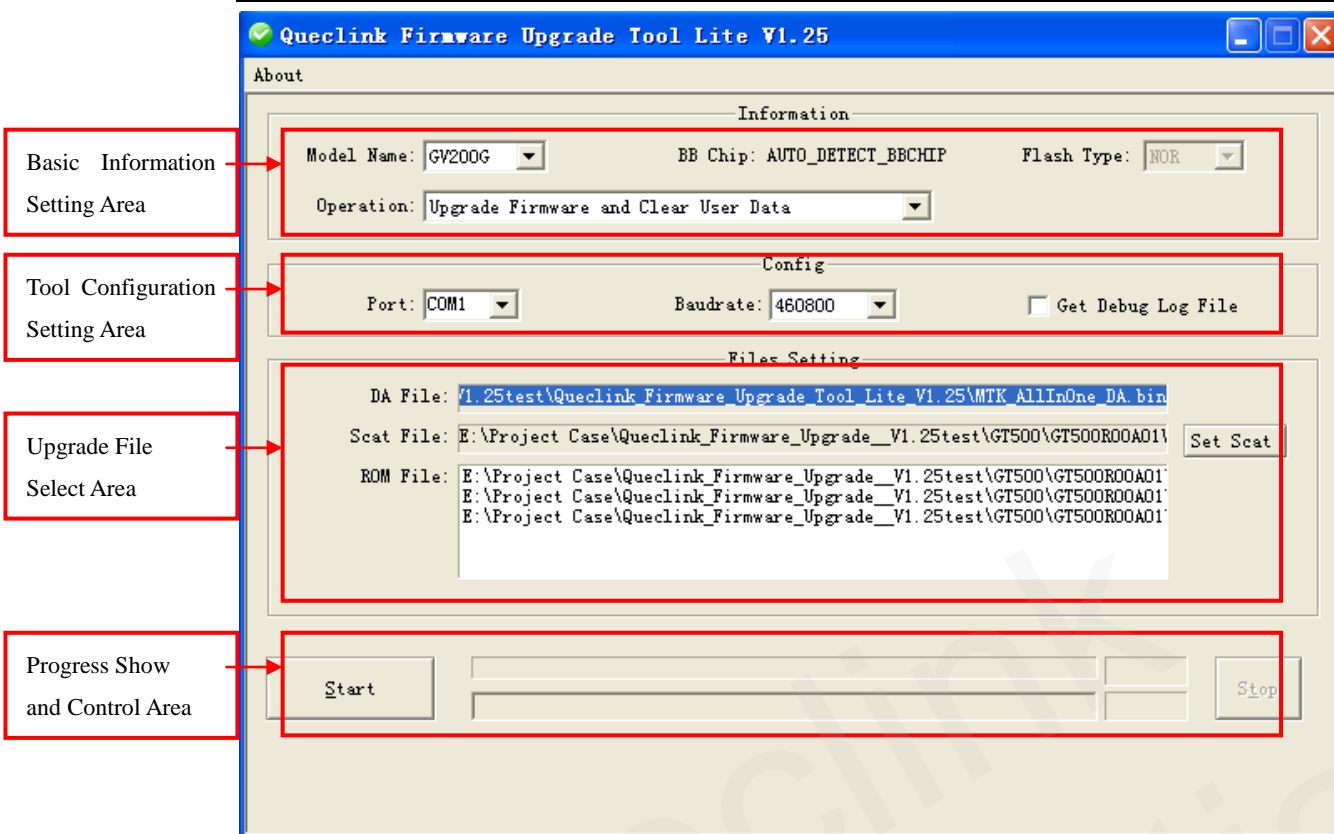 Queclink Firmware Upgrade Tool Lite V1.25
About
Information
Basic Information
Setting Area
Model Name: GV200G BB Chip: AUTO_DETECT_BBCHIP Flash Type: NOR
Operation: Upgrade Firmware and Clear User Data
Config
Tool Configuration
Setting Area
Port: COM1 Baudrate: 460800 Get Debug Log File
Files Setting
DA File: V1.25test\Queclink_Firmware_Upgrade_Tool_Lite_V1.25\MTK_AllInOne_DA.bin
Upgrade File
Select Area
Scat File: E:\Project Case\Queclink_Firmware_Upgrade__V1.25test\GT500\GT500R00A01\ Set Scat
ROM File: E:\Project Case\Queclink_Firmware_Upgrade__V1.25test\GT500\GT500R00A01
E:\Project Case\Queclink_Firmware_Upgrade__V1.25test\GT500\GT500R00A01
E:\Project Case\Queclink_Firmware_Upgrade__V1.25test\GT500\GT500R00A01
Progress Show
and Control Area
Start Stop